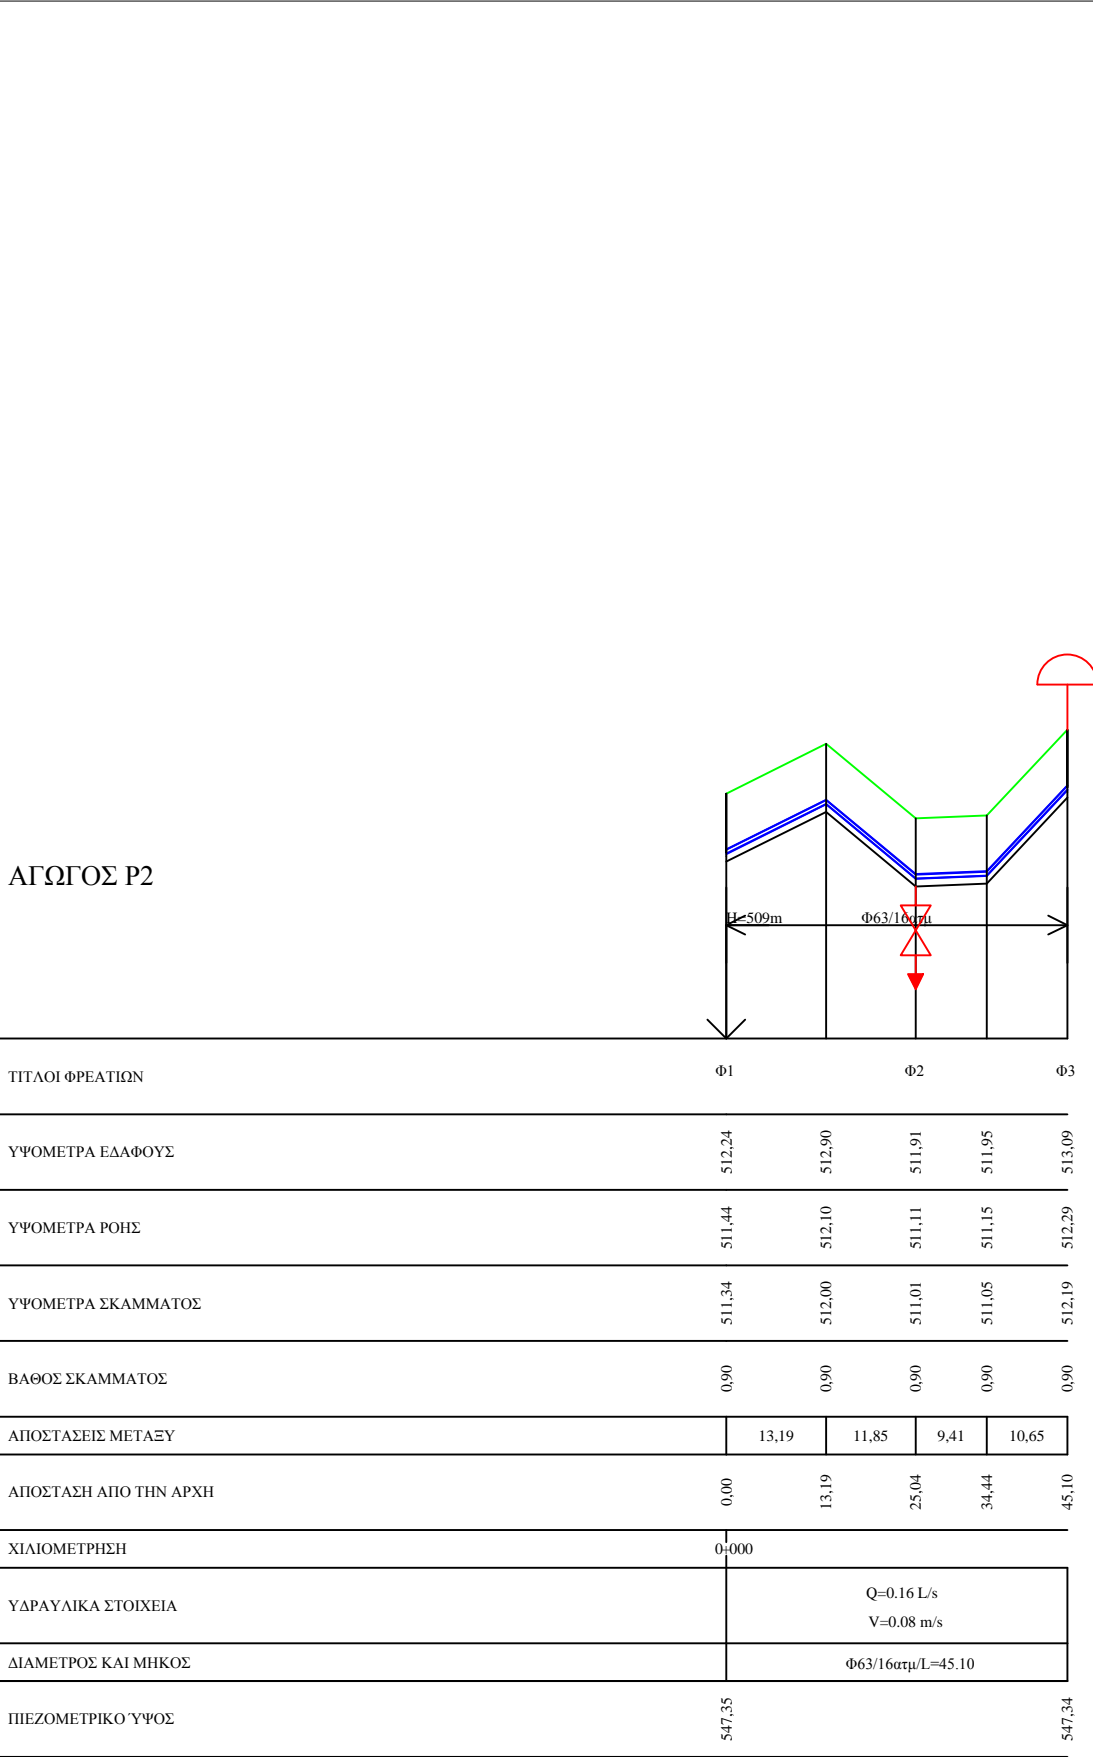 ΑΓΩΓΟΣ P2
H=509m Φ63/16ατμ
ΤΙΤΛΟΙ ΦΡΕΑΤΙΩΝ Φ1 Φ2 Φ3
ΥΨΟΜΕΤΡΑ ΕΔΑΦΟΥΣ 512,24 512,90 511,91 511,95 513,09
ΥΨΟΜΕΤΡΑ ΡΟΗΣ 511,44 512,10 511,11 511,15 512,29
ΥΨΟΜΕΤΡΑ ΣΚΑΜΜΑΤΟΣ 511,34 512,00 511,01 511,05 512,19
ΒΑΘΟΣ ΣΚΑΜΜΑΤΟΣ 0,90 0,90 0,90 0,90 0,90
ΑΠΟΣΤΑΣΕΙΣ ΜΕΤΑΞΥ 13,19 11,85 9,41 10,65
ΑΠΟΣΤΑΣΗ ΑΠΟ ΤΗΝ ΑΡΧΗ 0,00 13,19 25,04 34,44 45,10
ΧΙΛΙΟΜΕΤΡΗΣΗ 0+000
ΥΔΡΑΥΛΙΚΑ ΣΤΟΙΧΕΙΑ Q=0.16 L/s
V=0.08 m/s
ΔΙΑΜΕΤΡΟΣ ΚΑΙ ΜΗΚΟΣ Φ63/16ατμ/L=45.10
ΠΙΕΖΟΜΕΤΡΙΚΟ ΎΨΟΣ 547,35 547,34